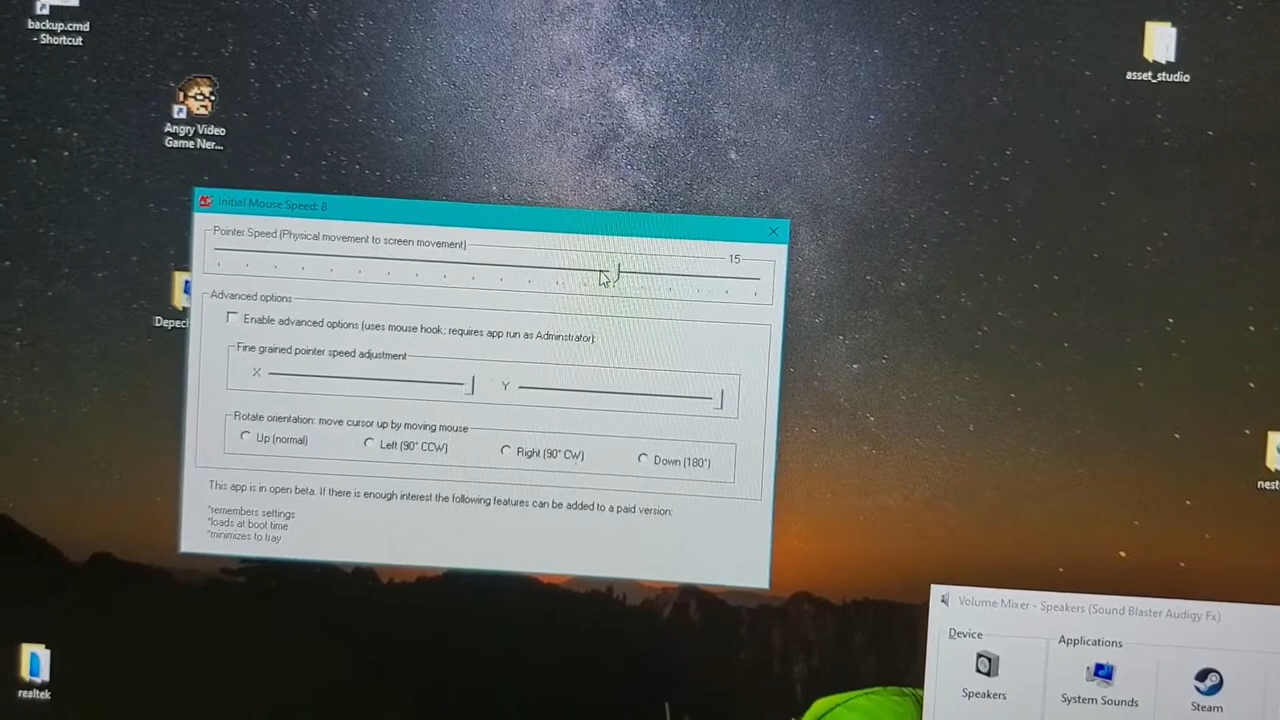 backup.cmd
- Shortcut
asset_studio
Angry Video
Game Ner...
Initial Mouse Speed: 8
Pointer Speed (Physical movement to screen movement)
15
Advanced options
Enable advanced options (uses mouse hook; requires app run as Adminstrator):
Fine grained pointer speed adjustment
X
Y
Rotate orientation: move cursor up by moving mouse
Up (normal)
Left (90° CCW)
Right (90° CW)
Down (180°)
This app is in open beta. If there is enough interest the following features can be added to a paid version:
*remembers settings
*loads at boot time
*minimizes to tray
Depec
nest
realtek
Volume Mixer - Speakers (Sound Blaster Audigy Fx)
Device
Applications
Speakers
System Sounds
Steam